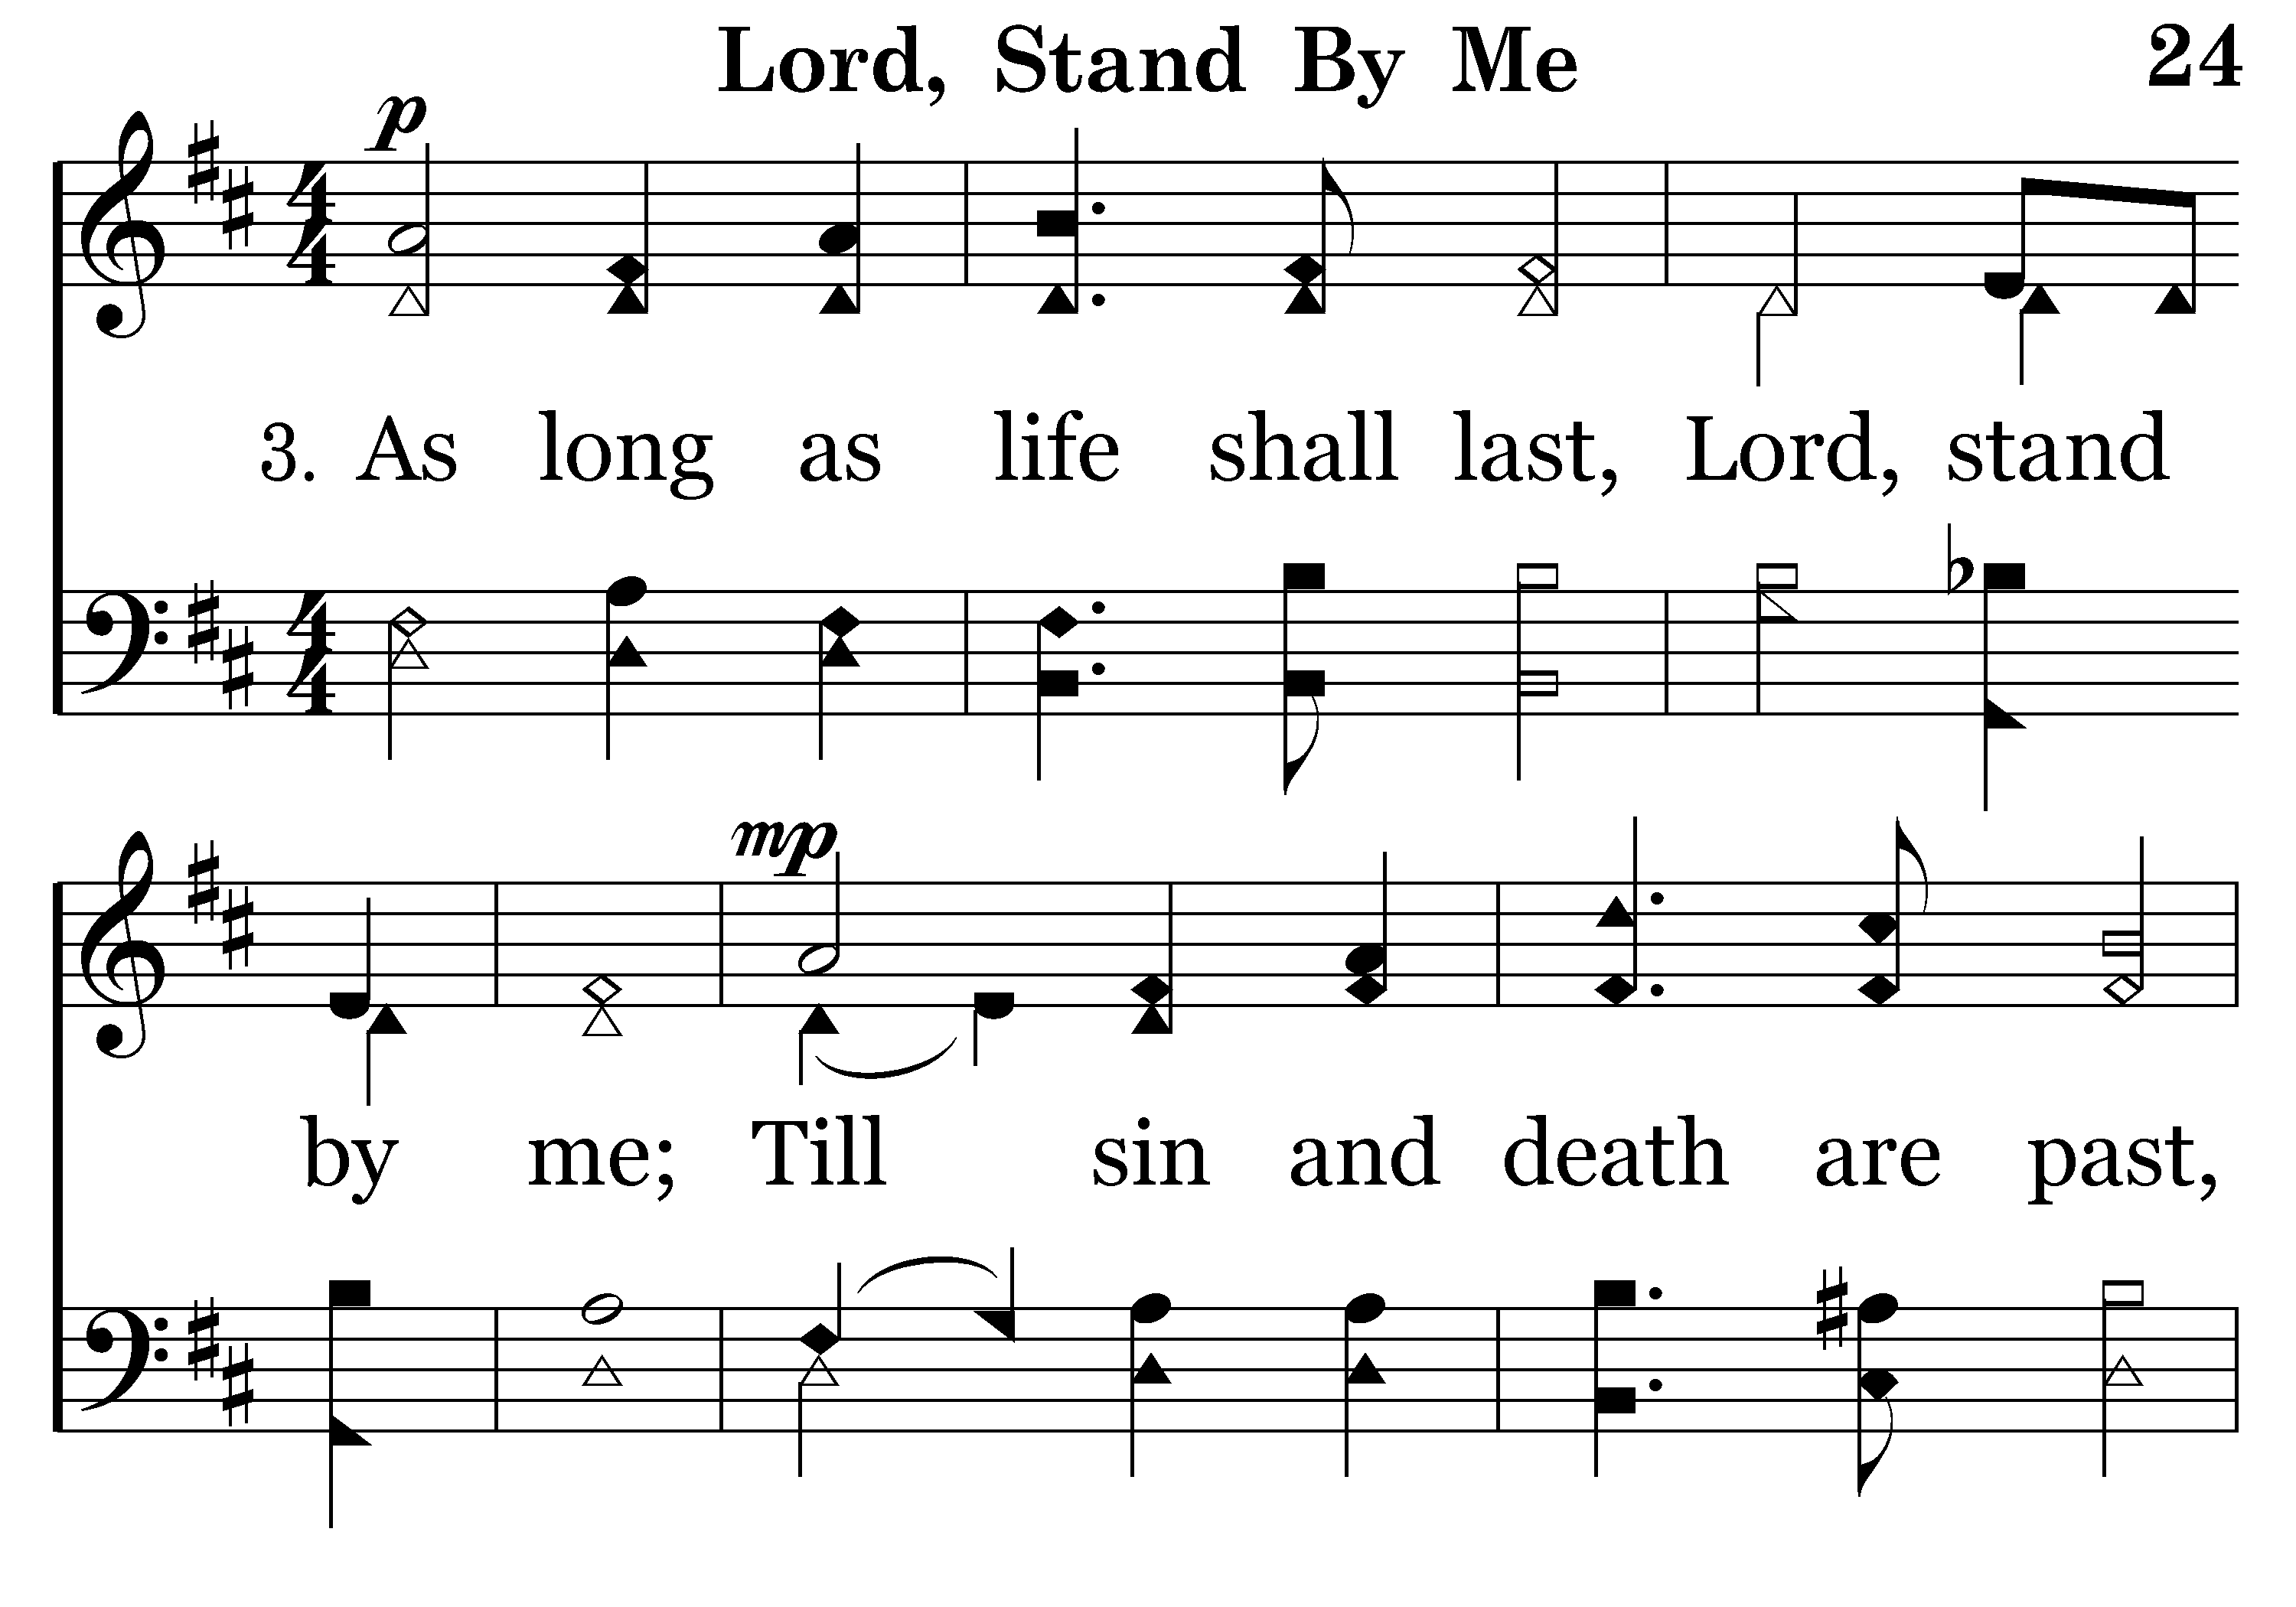 Lord, Stand By Me 24
p
3. As long as life shall last, Lord, stand
mp
by me; Till sin and death are past,